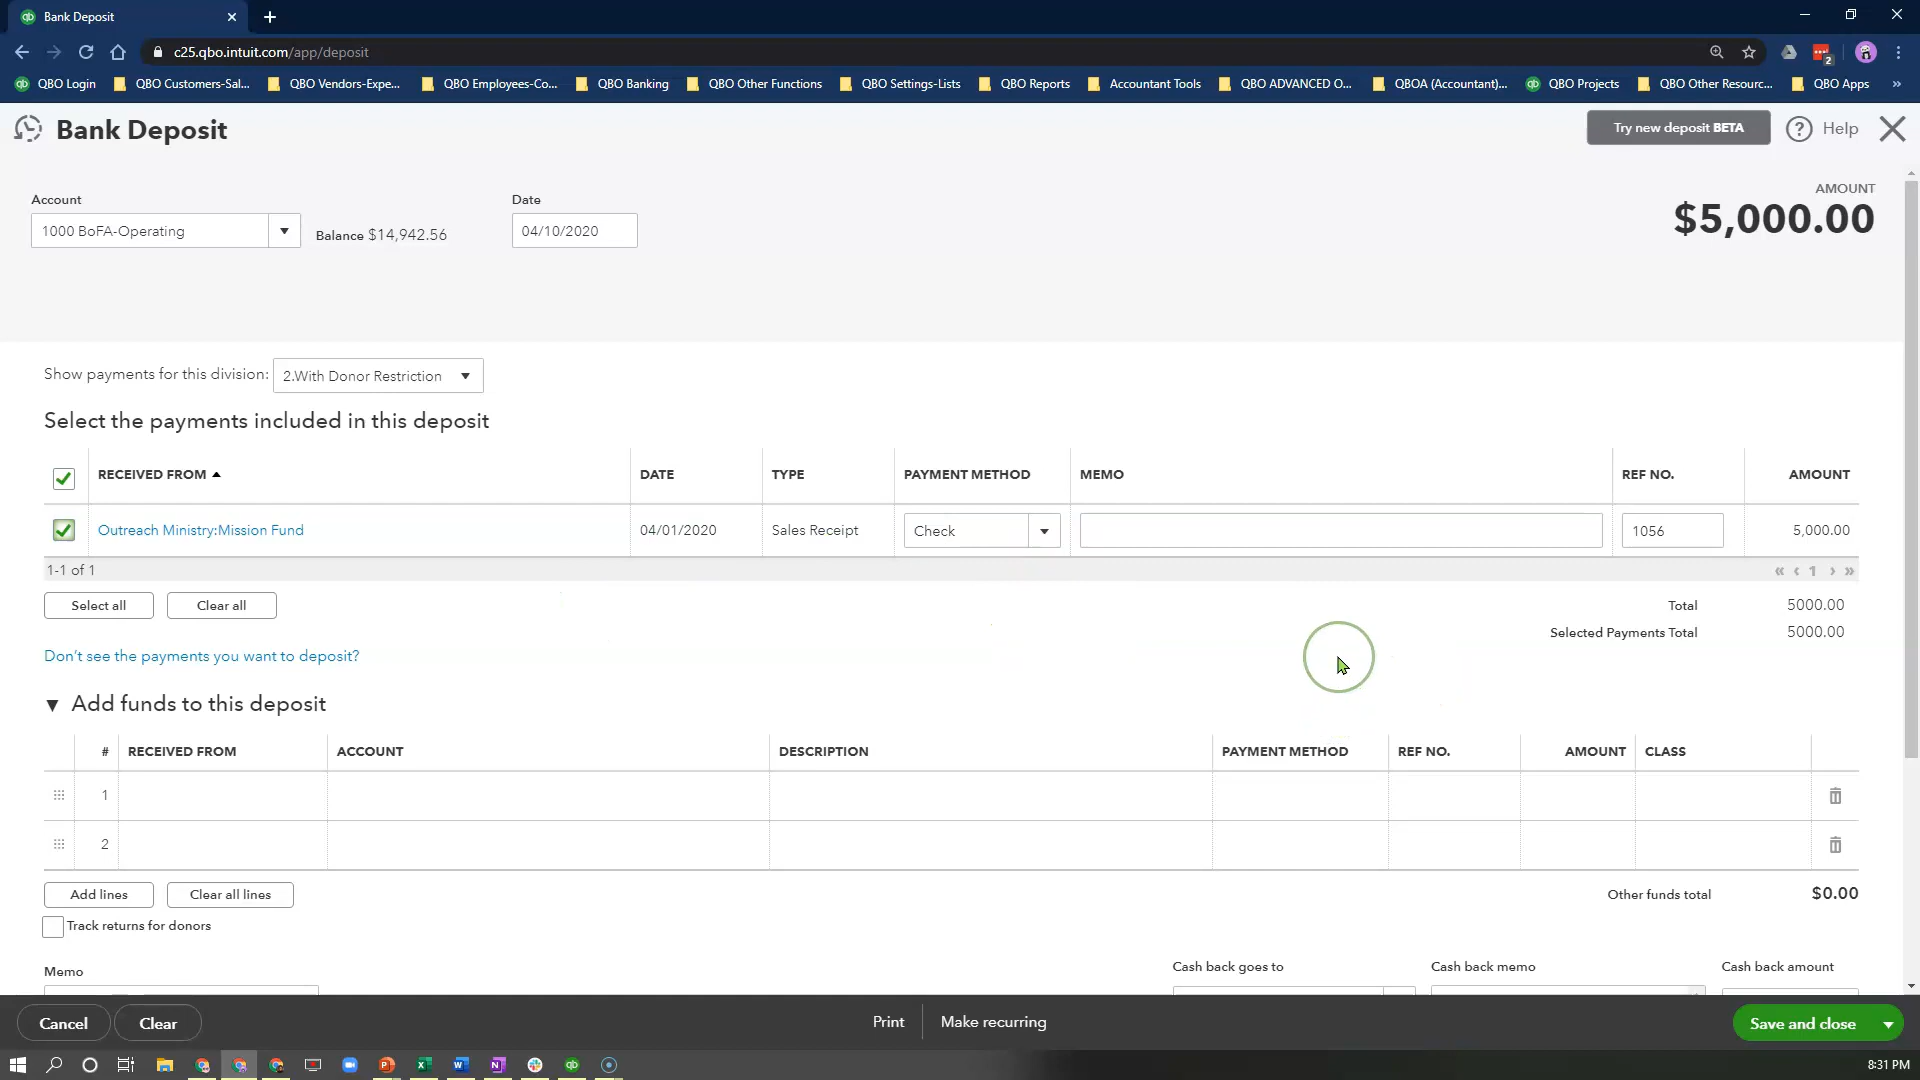 Bank Deposit
c25.qbo.intuit.com/app/deposit
2
QBO Login
QBO Customers-Sal...
QBO Vendors-Expe...
QBO Employees-Co...
QBO Banking
QBO Other Functions
QBO Settings-Lists
QBO Reports
Accountant Tools
QBO ADVANCED O...
QBOA (Accountant)...
QBO Projects
QBO Other Resourc...
QBO Apps
»
Bank Deposit
Try new deposit BETA
? Help
Account
Date
AMOUNT
1000 BoFA-Operating
Balance $14,942.56
04/10/2020
$5,000.00
Show payments for this division: 2.With Donor Restriction
Select the payments included in this deposit
RECEIVED FROM DATE TYPE PAYMENT METHOD MEMO REF NO. AMOUNT
Outreach Ministry:Mission Fund 04/01/2020 Sales Receipt Check 1056 5,000.00
1-1 of 1
« ‹ 1 › »
Select all
Clear all
Total 5000.00
Selected Payments Total 5000.00
Don't see the payments you want to deposit?
Add funds to this deposit
# RECEIVED FROM ACCOUNT DESCRIPTION PAYMENT METHOD REF NO. AMOUNT CLASS
1
2
Add lines
Clear all lines
Other funds total $0.00
Track returns for donors
Memo
Cash back goes to
Cash back memo
Cash back amount
Cancel
Clear
Print
Make recurring
Save and close
8:31 PM